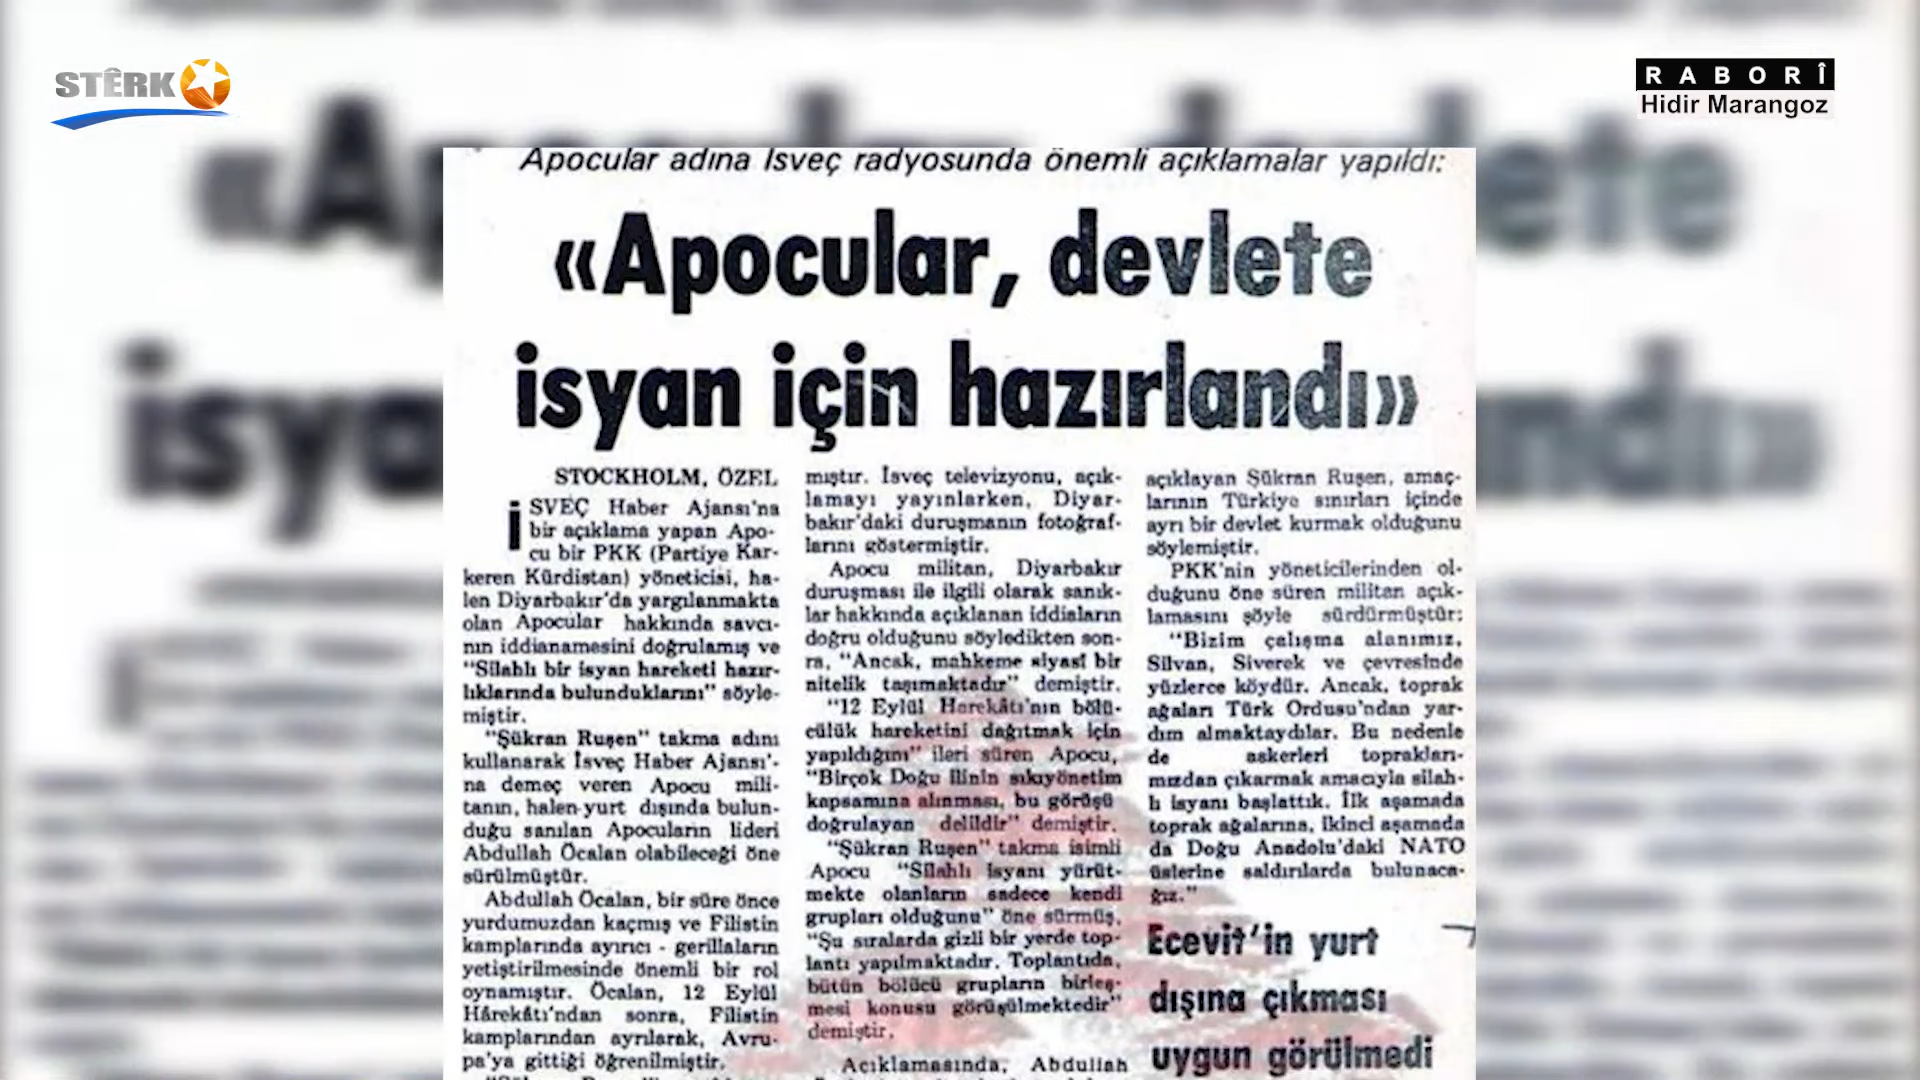 STÊRK
RABORÎ
Hidir Marangoz
Apocular adına İsveç radyosunda önemli açıklamalar yapıldı:
«Apocular, devlete
isyan için hazırlandı»
STOCKHOLM, ÖZEL
İSVEÇ Haber Ajansı'na
bir açıklama yapan Apo-
cu bir PKK (Partiye Kar-
keren Kürdistan) yöneticisi, ha-
len Diyarbakır'da yargılanmakta
olan Apocular hakkında savcı-
nın iddianamesini doğrulamış ve
"Silahlı bir isyan hareketi hazır-
lıklarında bulunduklarını" söyle-
miştir.
"Şükran Ruşen" takma adını
kullanarak İsveç Haber Ajansı'-
na demeç veren Apocu mili-
tanın, halen yurt dışında bulun-
duğu sanılan Apocuların lideri
Abdullah Öcalan olabileceği öne
sürülmüştür.
Abdullah Öcalan, bir süre önce
yurdumuzdan kaçmış ve Filistin
kamplarında ayırıcı - gerillaların
yetiştirilmesinde önemli bir rol
oynamıştır. Öcalan, 12 Eylül
Hârekâtı'ndan sonra, Filistin
kamplarından ayrılarak, Avru-
pa'ya gittiği öğrenilmiştir.
mıştır. İsveç televizyonu, açık-
lamayı yayınlarken, Diyar-
bakır'daki duruşmanın fotoğraf-
larını göstermiştir.
Apocu militan, Diyarbakır
duruşması ile ilgili olarak sanık-
lar hakkında açıklanan iddiaların
doğru olduğunu söyledikten son-
ra, "Ancak, mahkeme siyasî bir
nitelik taşımaktadır" demiştir.
"12 Eylül Harekâtı'nın bölü-
cülük hareketini dağıtmak için
yapıldığını" ileri süren Apocu,
"Birçok Doğu ilinin sıkıyönetim
kapsamına alınması, bu görüşü
doğrulayan delildir" demiştir.
"Şükran Ruşen" takma isimli
Apocu "Silahlı isyanı yürüt-
mekte olanların sadece kendi
grupları olduğunu" öne sürmüş,
"Şu sıralarda gizli bir yerde top-
lantı yapılmaktadır. Toplantıda,
bütün bölücü grupların birleş-
mesi konusu görüşülmektedir"
demiştir.
Açıklamasında, Abdullah
açıklayan Şükran Ruşen, amaç-
larının Türkiye sınırları içinde
ayrı bir devlet kurmak olduğunu
söylemiştir.
PKK'nin yöneticilerinden ol-
duğunu öne süren militan açık-
lamasını şöyle sürdürmüştür:
"Bizim çalışma alanımız,
Silvan, Siverek ve çevresinde
yüzlerce köydür. Ancak, toprak
ağaları Türk Ordusu'ndan yar-
dım almaktaydılar. Bu nedenle
de askerleri toprakları-
mızdan çıkarmak amacıyla silah-
lı isyanı başlattık. İlk aşamada
toprak ağalarına, ikinci aşamada
da Doğu Anadolu'daki NATO
üslerine saldırılarda bulunaca-
ğız."
Ecevit'in yurt
dışına çıkması
uygun görülmedi